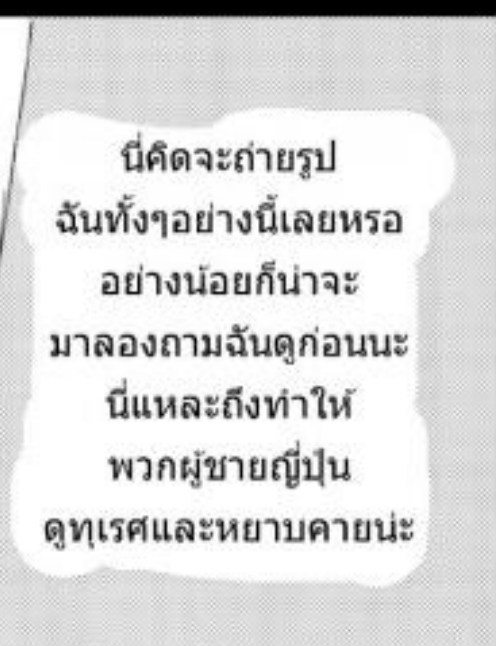 นี่คิดจะถ่ายรูป
ฉันทั้งๆอย่างนี้เลยหรอ
อย่างน้อยก็น่าจะ
มาลองถามฉันดูก่อนนะ
นี่แหละถึงทำให้
พวกผู้ชายญี่ปุ่น
ดูทุเรศและหยาบคายน่ะ